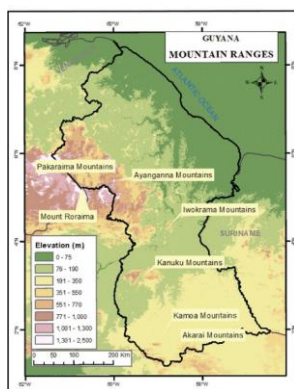 GUYANA
MOUNTAIN RANGES
ATLANTIC OCEAN
Pakaraima Mountains
Ayanganna Mountains
Iwokrama Mountains
Mount Roraima
SURINAME
Kanuku Mountains
Kamoa Mountains
Akarai Mountains
Elevation (m)
0 - 75
76 - 190
191 - 350
351 - 550
551 - 770
771 - 1,000
1,001 - 1,300
1,301 - 2,500
0
50
100
200 Km